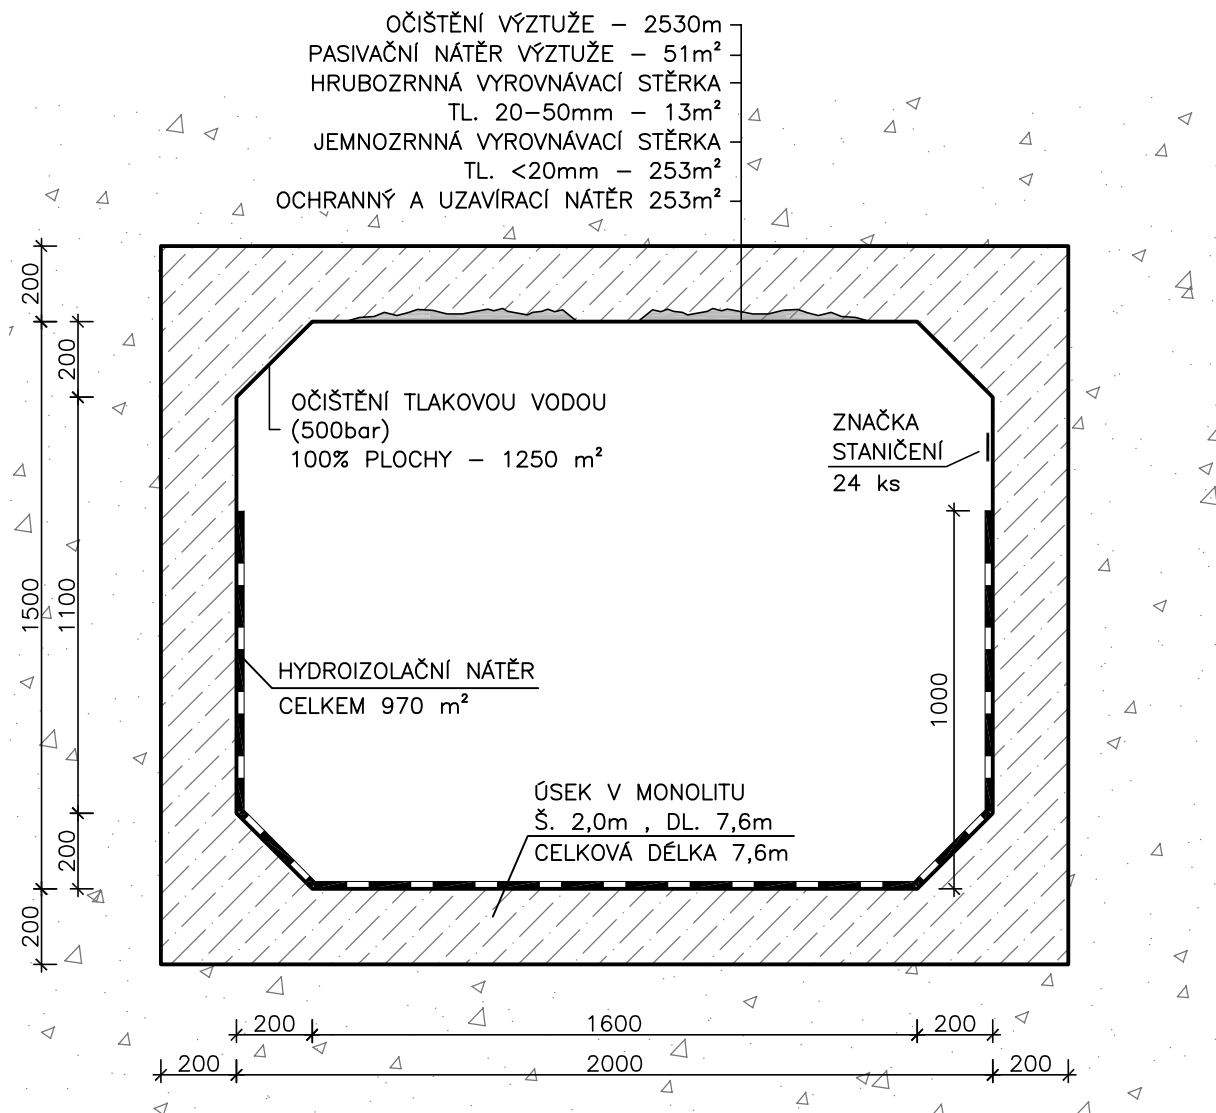 OČIŠTĚNÍ VÝZTUŽE – 2530m
PASIVAČNÍ NÁTĚR VÝZTUŽE – 51m²
HRUBOZRNNÁ VYROVNÁVACÍ STĚRKA
TL. 20–50mm – 13m²
JEMNOZRNNÁ VYROVNÁVACÍ STĚRKA
TL. <20mm – 253m²
OCHRANNÝ A UZAVÍRACÍ NÁTĚR 253m²
200
200
OČIŠTĚNÍ TLAKOVOU VODOU
(500bar)
100% PLOCHY – 1250 m²
ZNAČKA
STANIČENÍ
24 ks
1500
1100
HYDROIZOLAČNÍ NÁTĚR
CELKEM 970 m²
1000
ÚSEK V MONOLITU
Š. 2,0m , DL. 7,6m
CELKOVÁ DÉLKA 7,6m
200
200
200
1600
200
200
2000
200